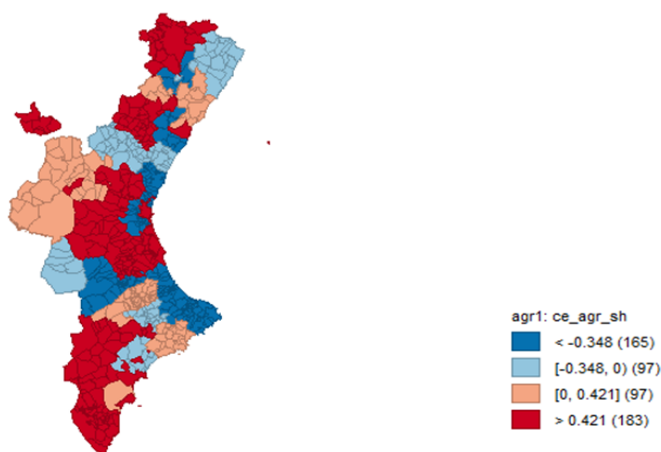 agr1: ce_agr_sh
< -0.348 (165)
[-0.348, 0) (97)
[0, 0.421] (97)
> 0.421 (183)